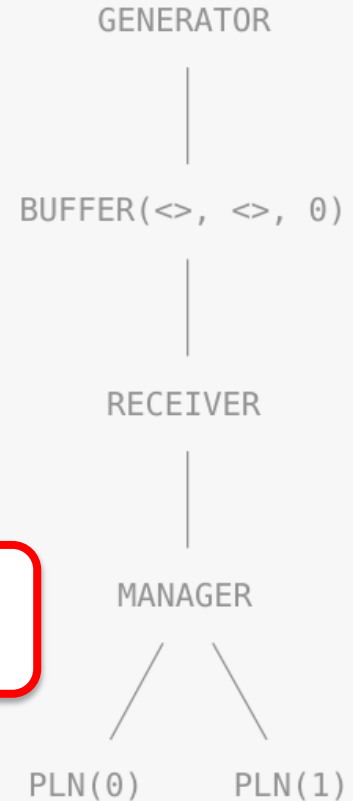 GENERATOR
BUFFER(<>, <>, 0)
RECEIVER
MANAGER
PLN(0) PLN(1)